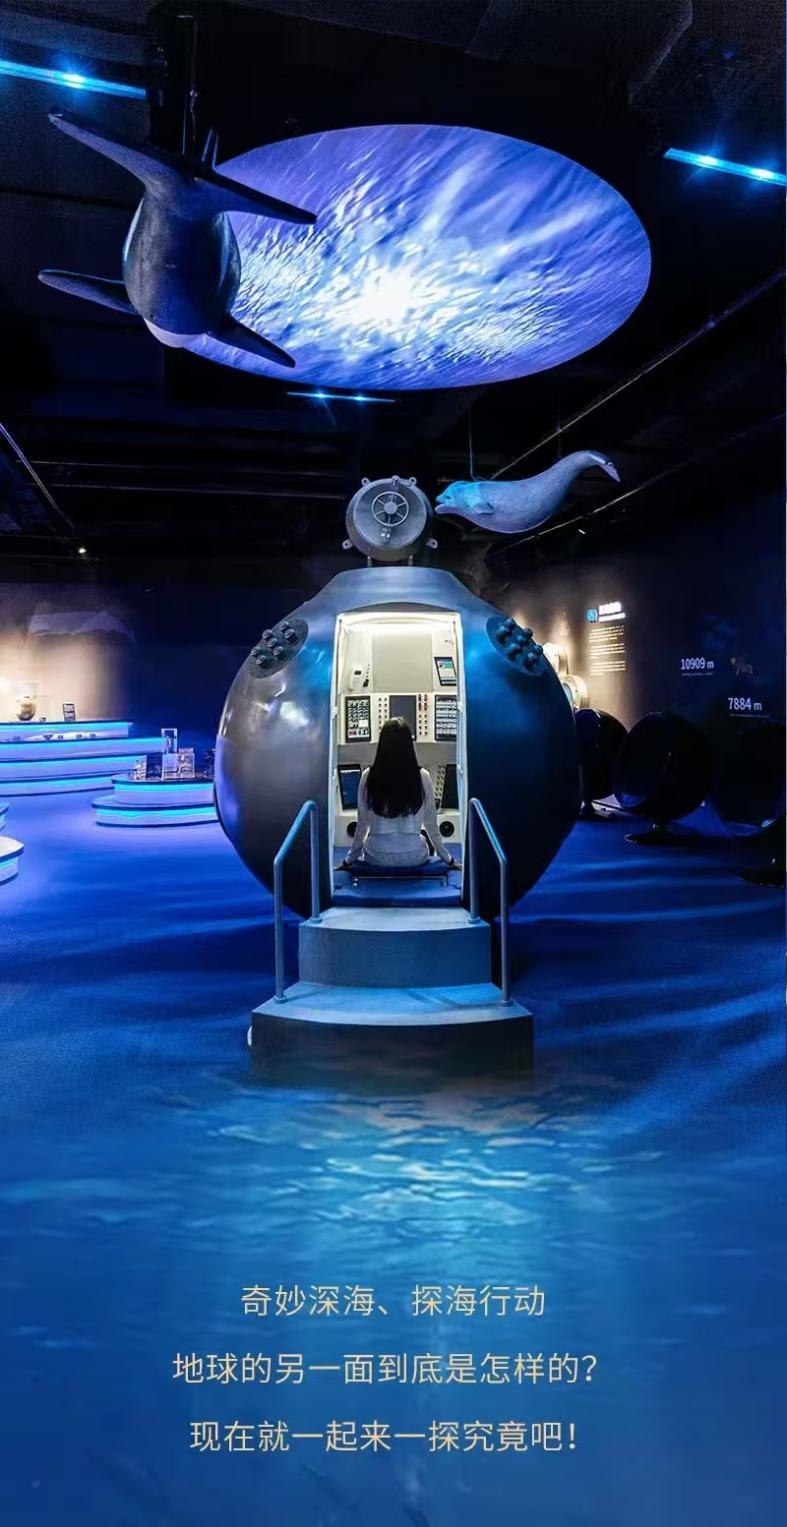 10909 m
7884 m
奇妙深海、探海行动
地球的另一面到底是怎样的？
现在就一起来一探究竟吧！